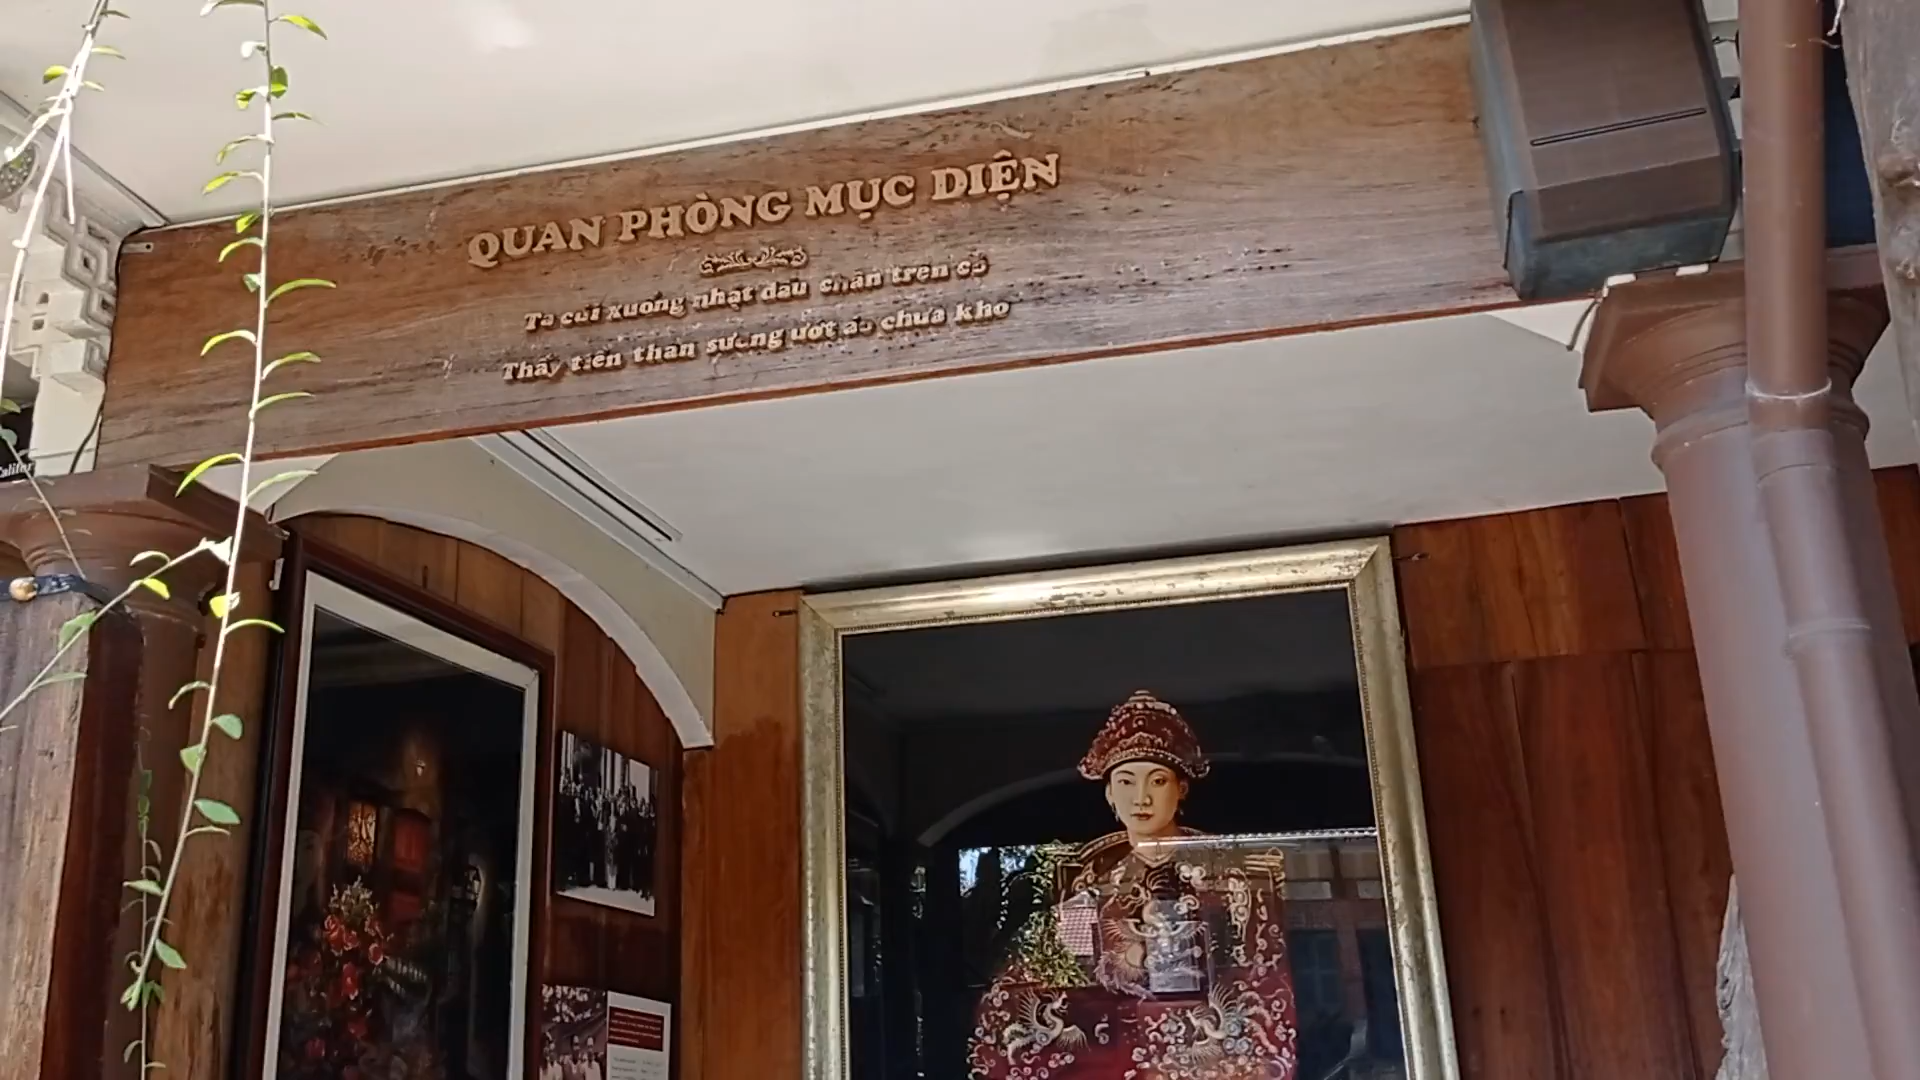 QUAN PHÒNG MỤC DIỆN
Ta cúi xuống nhặt dấu chân trên cỏ
Thấy tiền thân sương ướt áo chưa khô